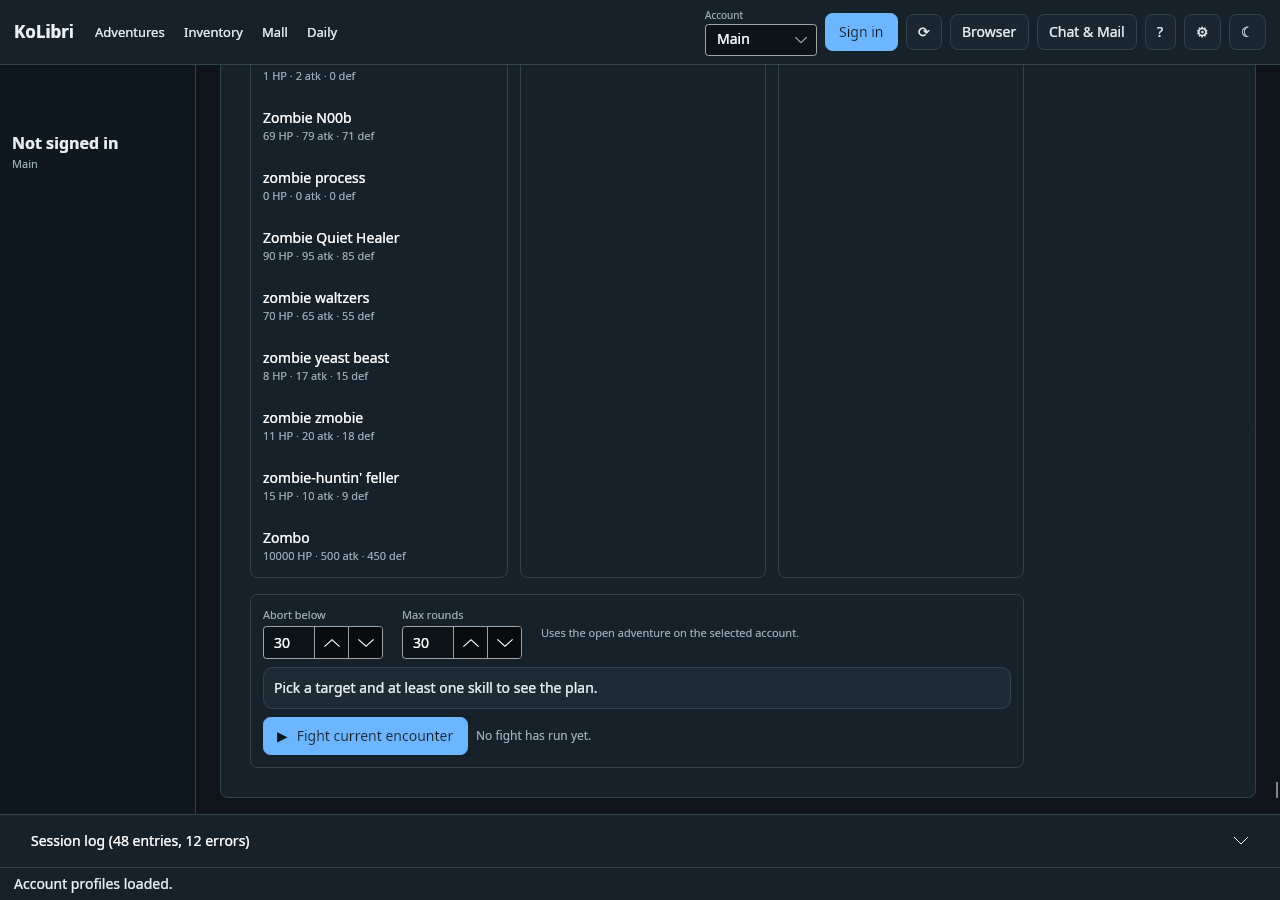 KoLibri
Adventures
Inventory
Mall
Daily
Account
Main
Sign in
Browser
Chat & Mail
?
Not signed in
Main
1 HP · 2 atk · 0 def
Zombie N00b
69 HP · 79 atk · 71 def
zombie process
0 HP · 0 atk · 0 def
Zombie Quiet Healer
90 HP · 95 atk · 85 def
zombie waltzers
70 HP · 65 atk · 55 def
zombie yeast beast
8 HP · 17 atk · 15 def
zombie zmobie
11 HP · 20 atk · 18 def
zombie-huntin' feller
15 HP · 10 atk · 9 def
Zombo
10000 HP · 500 atk · 450 def
Abort below
30
Max rounds
30
Uses the open adventure on the selected account.
Pick a target and at least one skill to see the plan.
▶ Fight current encounter
No fight has run yet.
Session log (48 entries, 12 errors)
Account profiles loaded.